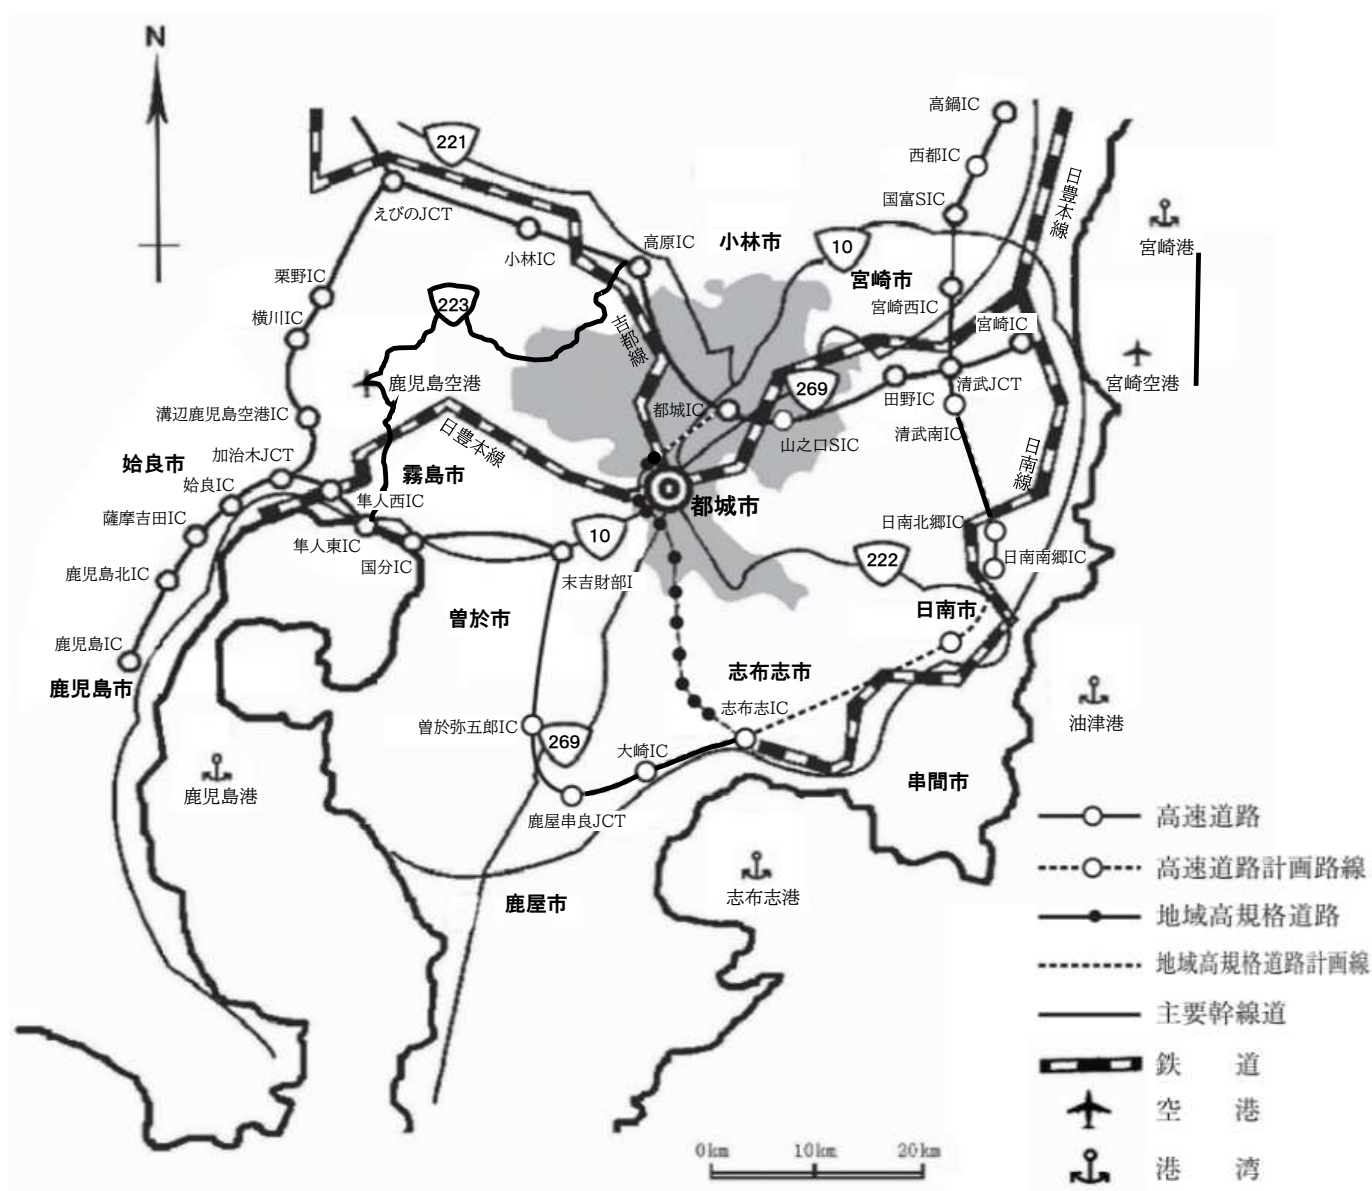 N
高鍋IC
221
西都IC
日豊本線
国富SIC
えびのJCT
宮崎港
高原IC
小林市
10
小林IC
宮崎市
栗野IC
宮崎西IC
223
横川IC
宮崎IC
吉都線
鹿児島空港
宮崎空港
清武JCT
269
田野IC
都城IC
溝辺鹿児島空港IC
清武南IC
山之口SIC
日豊本線
加治木JCT
姶良市
霧島市
日南線
姶良IC
隼人西IC
都城市
薩摩吉田IC
日南北郷IC
10
隼人東IC
国分IC
222
日南南郷IC
鹿児島北IC
末吉財部I
日南市
曽於市
鹿児島IC
志布志市
鹿児島市
志布志IC
油津港
曽於弥五郎IC
269
大崎IC
串間市
鹿児島港
鹿屋串良JCT
志布志港
鹿屋市
高速道路
高速道路計画路線
地域高規格道路
地域高規格道路計画線
主要幹線道
鉄 道
空 港
港 湾
0km 10km 20km